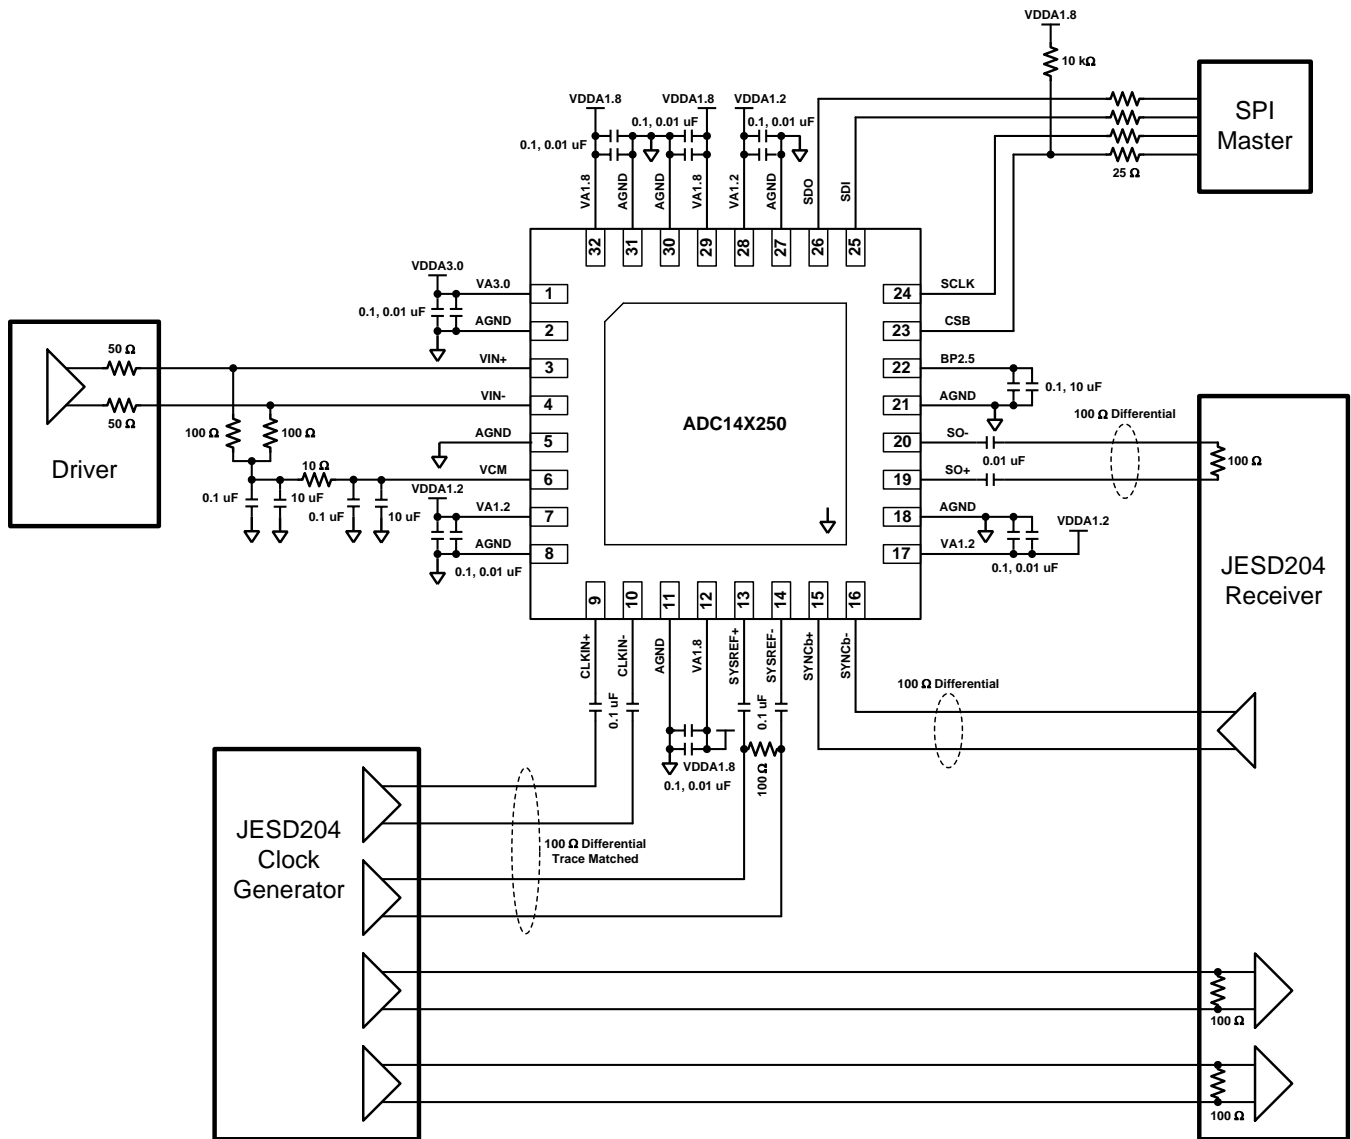 VDDA1.8
10 kΩ
SPI
Master
25 Ω
VDDA1.8
VDDA1.8
VDDA1.2
0.1, 0.01 uF
0.1, 0.01 uF
0.1, 0.01 uF
VA1.8
AGND
AGND
VA1.8
VA1.2
AGND
SDO
SDI
32
31
30
29
28
27
26
25
VDDA3.0
VA3.0
1
0.1, 0.01 uF
AGND
2
50 Ω
VIN+
3
VIN-
4
50 Ω
Driver
100 Ω
100 Ω
AGND
5
10 Ω
VCM
6
0.1 uF
10 uF
0.1 uF
10 uF
VDDA1.2
VA1.2
7
AGND
8
0.1, 0.01 uF
ADC14X250
24
SCLK
23
CSB
22
BP2.5
0.1, 10 uF
21
AGND
100 Ω Differential
20
SO-
0.01 uF
19
SO+
100 Ω
18
AGND
VDDA1.2
17
VA1.2
0.1, 0.01 uF
JESD204
Receiver
9
10
11
12
13
14
15
16
CLKIN+
CLKIN-
AGND
VA1.8
SYSREF+
SYSREF-
SYNCb+
SYNCb-
0.1 uF
0.1 uF
100 Ω Differential
VDDA1.8
0.1, 0.01 uF
100 Ω
JESD204
Clock
Generator
100 Ω Differential
Trace Matched
100 Ω
100 Ω